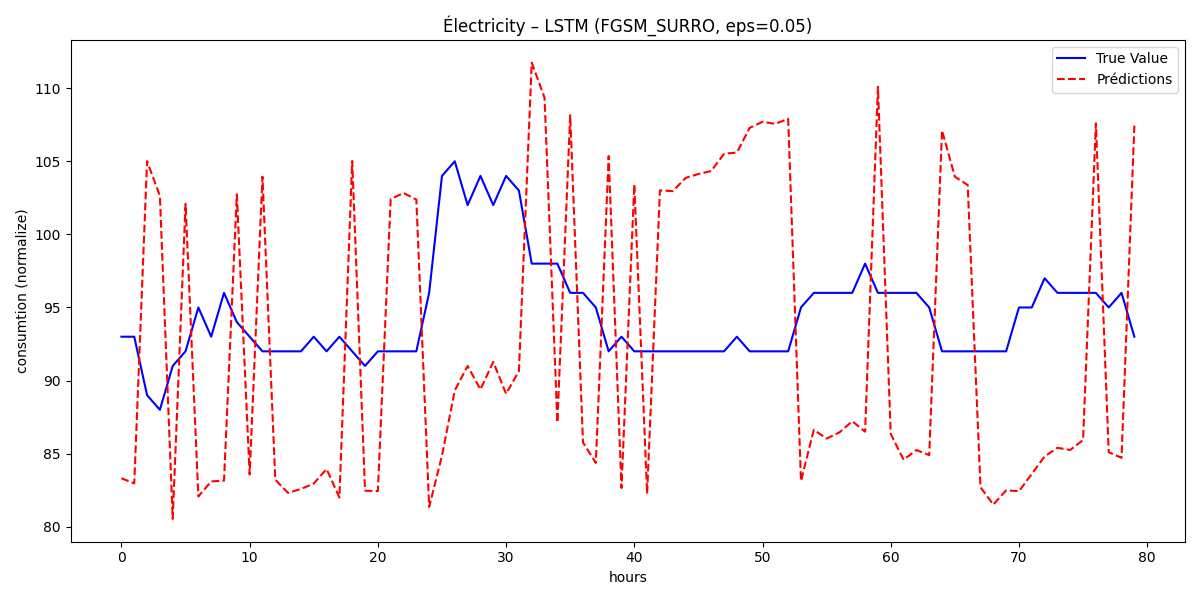 Électricity – LSTM (FGSM_SURRO, eps=0.05)
True Value
Prédictions
consumtion (normalize)
110
105
100
95
90
85
80
0 10 20 30 40 50 60 70 80
hours